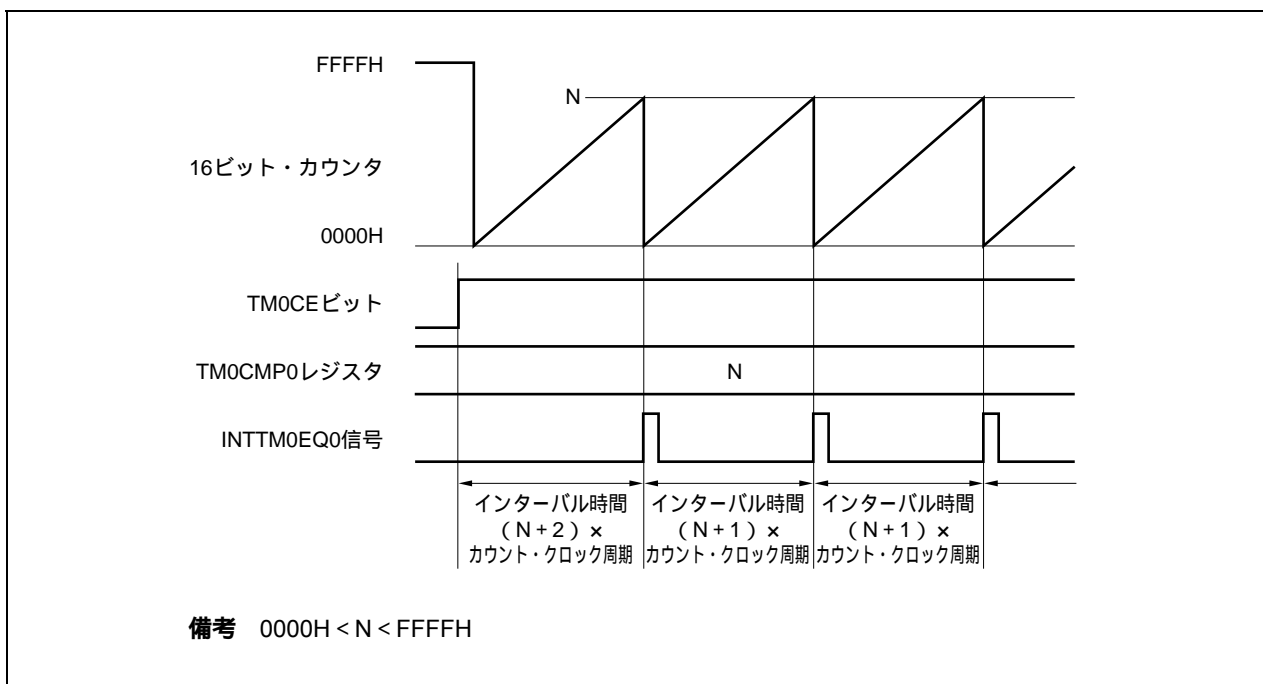 FFFFH
N
16ビット・カウンタ
0000H
TM0CEビット
TM0CMP0レジスタ
N
INTTM0EQ0信号
インターバル時間
（N＋2）×
カウント・クロック周期
インターバル時間
（N＋1）×
カウント・クロック周期
インターバル時間
（N＋1）×
カウント・クロック周期
備考 0000H＜N＜FFFFH